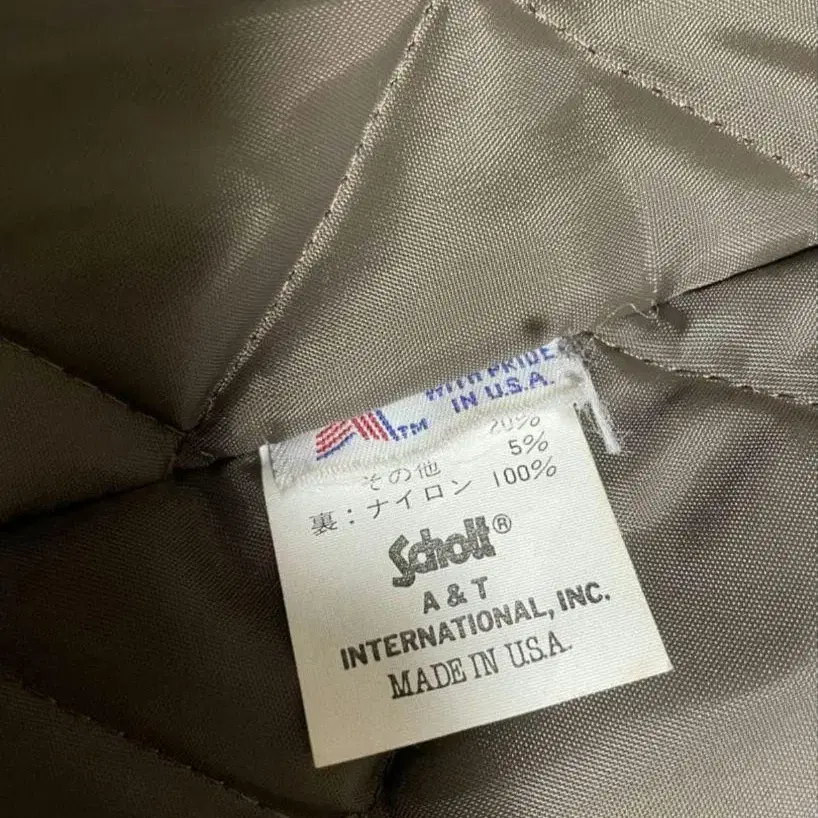 WITH PRIDE
IN U.S.A.
TM
20%
その他 5%
裏:ナイロン 100%
Schott®
A & T
INTERNATIONAL, INC.
MADE IN U.S.A.